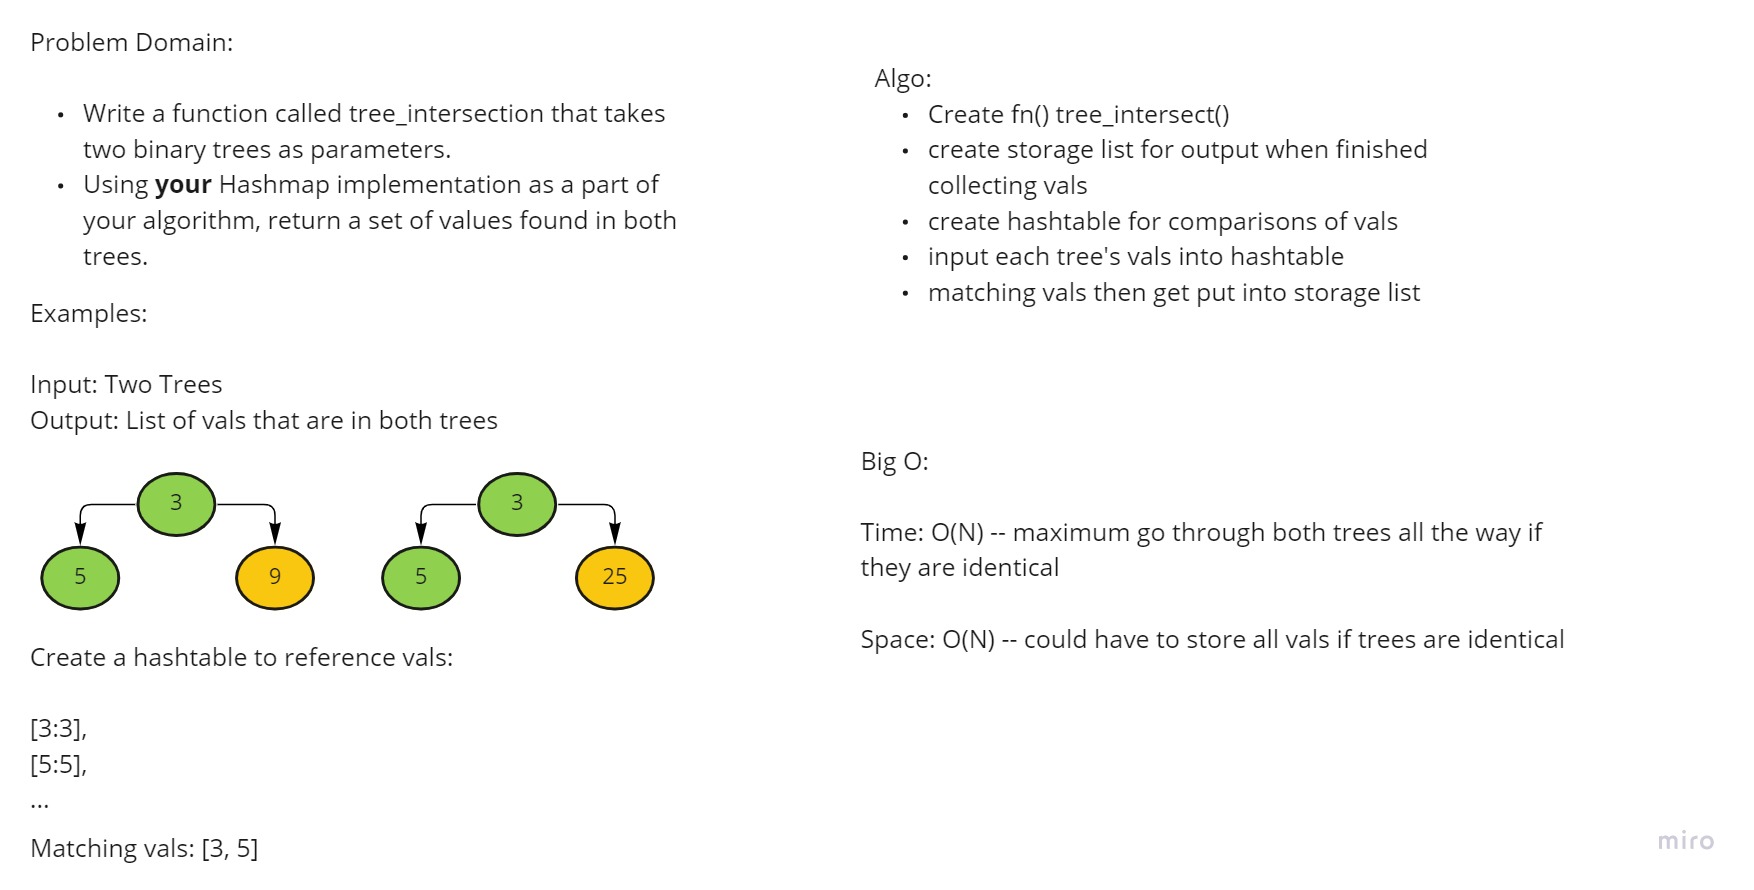 Problem Domain:
• Write a function called tree_intersection that takes
two binary trees as parameters.
• Using your Hashmap implementation as a part of
your algorithm, return a set of values found in both
trees.
Examples:
Input: Two Trees
Output: List of vals that are in both trees
3
5
9
3
5
25
Create a hashtable to reference vals:
[3:3],
[5:5],
...
Matching vals: [3, 5]
Algo:
• Create fn() tree_intersect()
• create storage list for output when finished
collecting vals
• create hashtable for comparisons of vals
• input each tree's vals into hashtable
• matching vals then get put into storage list
Big O:
Time: O(N) -- maximum go through both trees all the way if
they are identical
Space: O(N) -- could have to store all vals if trees are identical
miro